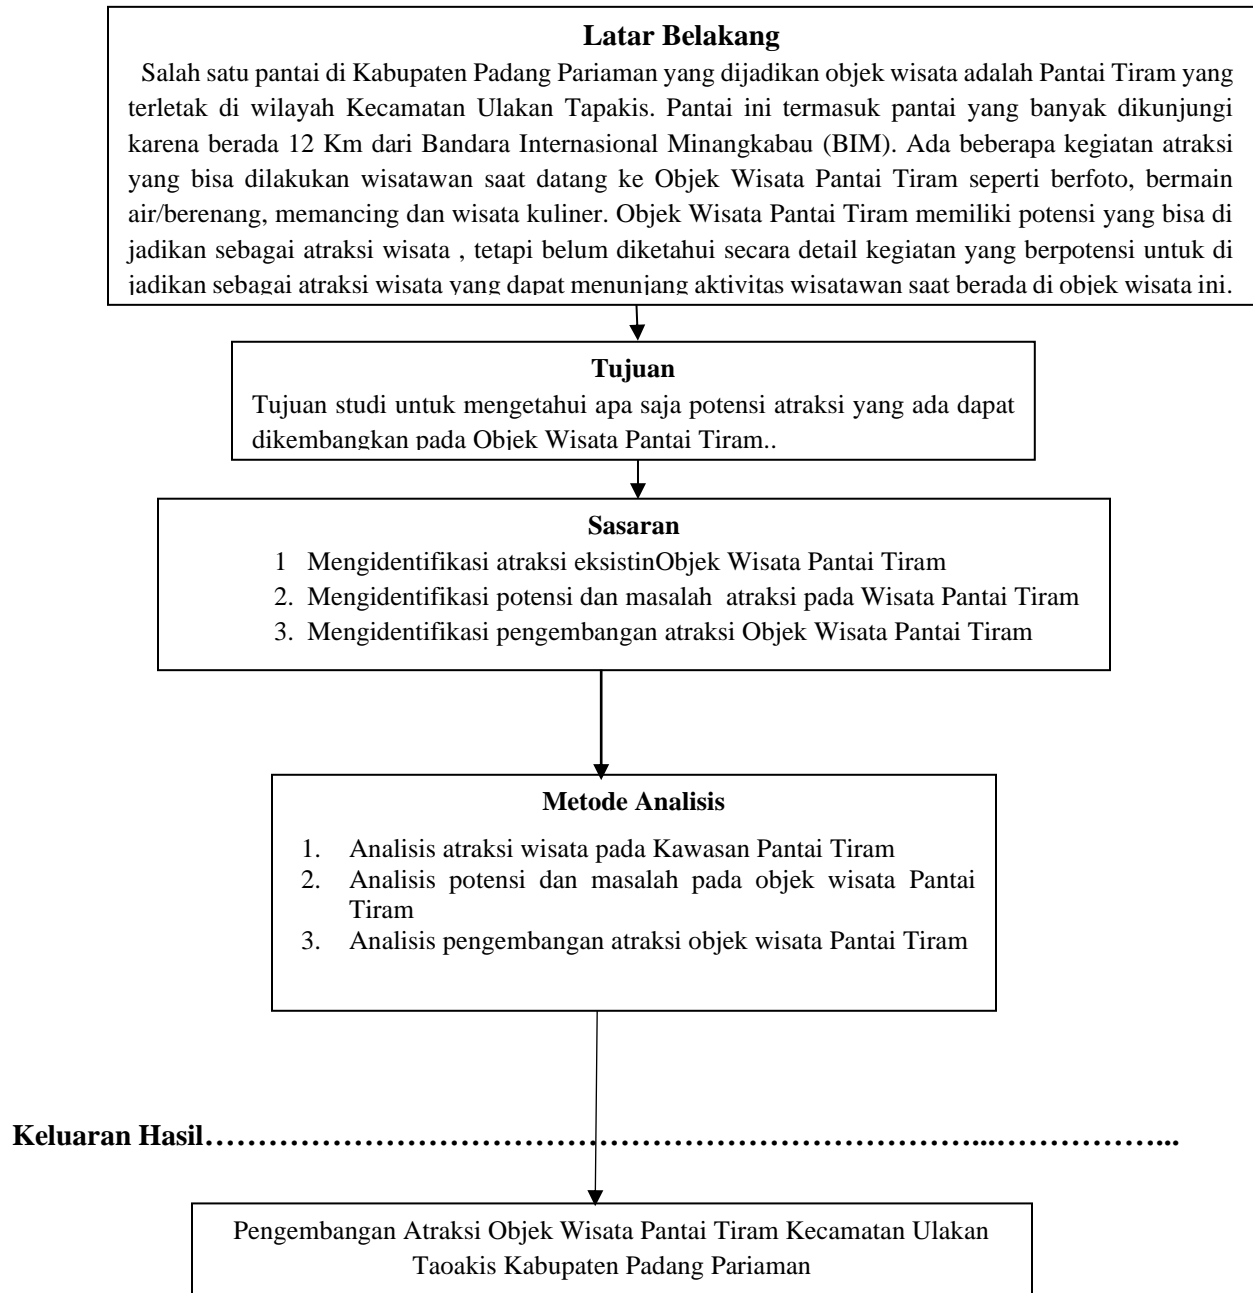 Latar Belakang
Salah satu pantai di Kabupaten Padang Pariaman yang dijadikan objek wisata adalah Pantai Tiram yang
terletak di wilayah Kecamatan Ulakan Tapakis. Pantai ini termasuk pantai yang banyak dikunjungi
karena berada 12 Km dari Bandara Internasional Minangkabau (BIM). Ada beberapa kegiatan atraksi
yang bisa dilakukan wisatawan saat datang ke Objek Wisata Pantai Tiram seperti berfoto, bermain
air/berenang, memancing dan wisata kuliner. Objek Wisata Pantai Tiram memiliki potensi yang bisa di
jadikan sebagai atraksi wisata , tetapi belum diketahui secara detail kegiatan yang berpotensi untuk di
jadikan sebagai atraksi wisata yang dapat menunjang aktivitas wisatawan saat berada di objek wisata ini.
Tujuan
Tujuan studi untuk mengetahui apa saja potensi atraksi yang ada dapat
dikembangkan pada Objek Wisata Pantai Tiram..
Sasaran
1 Mengidentifikasi atraksi eksistinObjek Wisata Pantai Tiram
2. Mengidentifikasi potensi dan masalah atraksi pada Wisata Pantai Tiram
3. Mengidentifikasi pengembangan atraksi Objek Wisata Pantai Tiram
Metode Analisis
1. Analisis atraksi wisata pada Kawasan Pantai Tiram
2. Analisis potensi dan masalah pada objek wisata Pantai
Tiram
3. Analisis pengembangan atraksi objek wisata Pantai Tiram
Keluaran Hasil……………………………………………………………...……………...
Pengembangan Atraksi Objek Wisata Pantai Tiram Kecamatan Ulakan
Taoakis Kabupaten Padang Pariaman